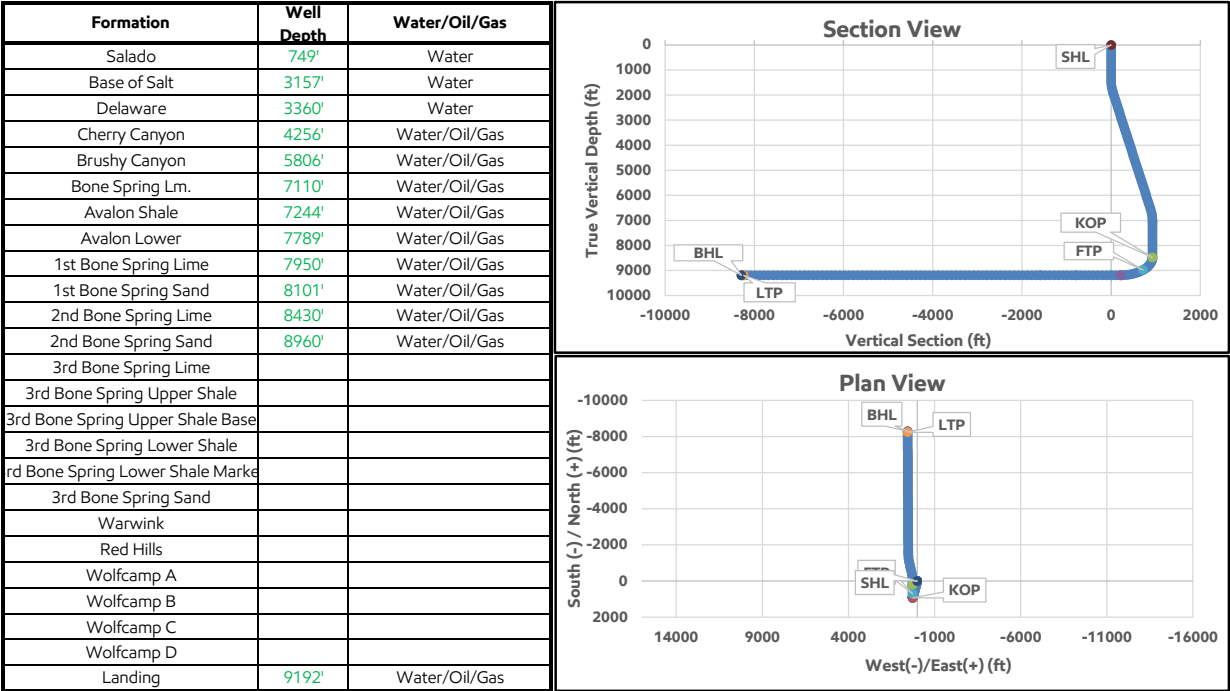 Formation Well Depth Water/Oil/Gas
Salado 749' Water
Base of Salt 3157' Water
Delaware 3360' Water
Cherry Canyon 4256' Water/Oil/Gas
Brushy Canyon 5806' Water/Oil/Gas
Bone Spring Lm. 7110' Water/Oil/Gas
Avalon Shale 7244' Water/Oil/Gas
Avalon Lower 7789' Water/Oil/Gas
1st Bone Spring Lime 7950' Water/Oil/Gas
1st Bone Spring Sand 8101' Water/Oil/Gas
2nd Bone Spring Lime 8430' Water/Oil/Gas
2nd Bone Spring Sand 8960' Water/Oil/Gas
3rd Bone Spring Lime
3rd Bone Spring Upper Shale
3rd Bone Spring Upper Shale Base
3rd Bone Spring Lower Shale
rd Bone Spring Lower Shale Marke
3rd Bone Spring Sand
Warwink
Red Hills
Wolfcamp A
Wolfcamp B
Wolfcamp C
Wolfcamp D
Landing 9192' Water/Oil/Gas
Section View
True Vertical Depth (ft)
0
1000
2000
3000
4000
5000
6000
7000
8000
9000
10000
SHL
KOP
FTP
BHL
LTP
-10000 -8000 -6000 -4000 -2000 0 2000
Vertical Section (ft)
Plan View
South (-) / North (+) (ft)
-10000
-8000
-6000
-4000
-2000
0
2000
BHL
LTP
FTP
SHL
KOP
14000 9000 4000 -1000 -6000 -11000 -16000
West(-)/East(+) (ft)